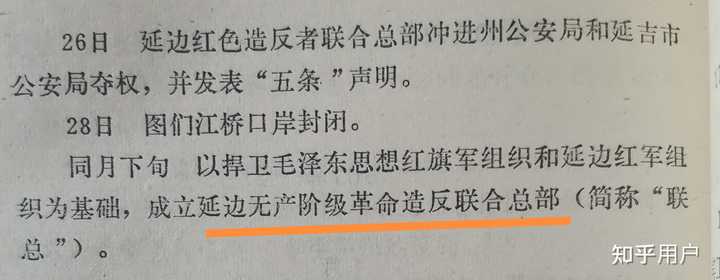 26日　延边红色造反者联合总部冲进州公安局和延吉市
公安局夺权，并发表“五条”声明。
28日　图们江桥口岸封闭。
同月下旬　以捍卫毛泽东思想红旗军组织和延边红军组
织为基础，成立延边无产阶级革命造反联合总部（简称“联
总”）。
知乎用户